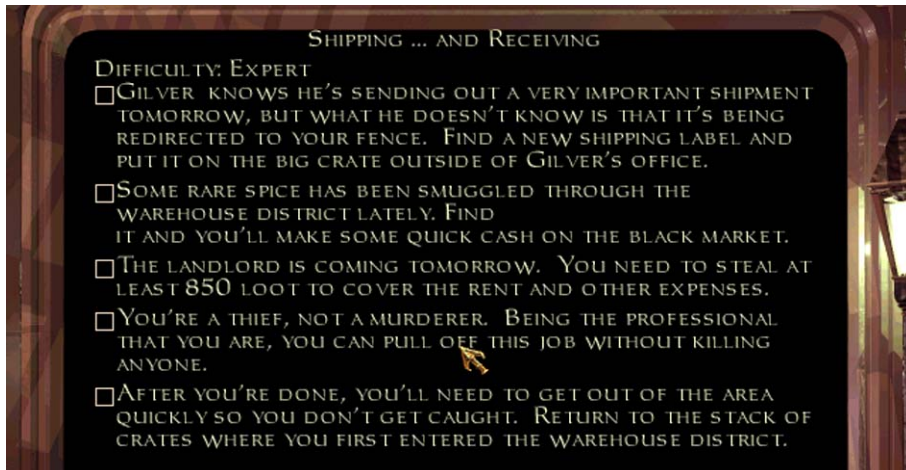 Shipping ... and Receiving
Difficulty: Expert
Gilver knows he's sending out a very important shipment
tomorrow, but what he doesn't know is that it's being
redirected to your fence. Find a new shipping label and
put it on the big crate outside of Gilver's office.
Some rare spice has been smuggled through the
warehouse district lately. Find
it and you'll make some quick cash on the black market.
The landlord is coming tomorrow. You need to steal at
least 850 loot to cover the rent and other expenses.
You're a thief, not a murderer. Being the professional
that you are, you can pull off this job without killing
anyone.
After you're done, you'll need to get out of the area
quickly so you don't get caught. Return to the stack of
crates where you first entered the warehouse district.